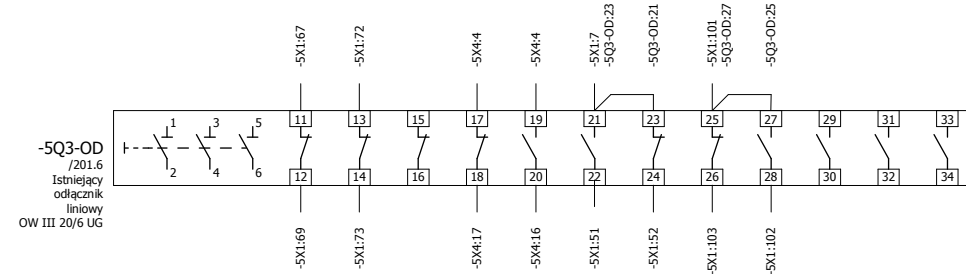 -5X1:67
-5X1:72
-5X4:4
-5X4:4
-5X1:7
-5Q3-OD:23
-5Q3-OD:21
-5X1:101
-5Q3-OD:27
-5Q3-OD:25
1 3 5 11 13 15 17 19 21 23 25 27 29 31 33
-5Q3-OD
/201.6
Istniejący
odłącznik
liniowy
OW III 20/6 UG
2 4 6 12 14 16 18 20 22 24 26 28 30 32 34
-5X1:69
-5X1:73
-5X4:17
-5X4:16
-5X1:51
-5X1:52
-5X1:103
-5X1:102